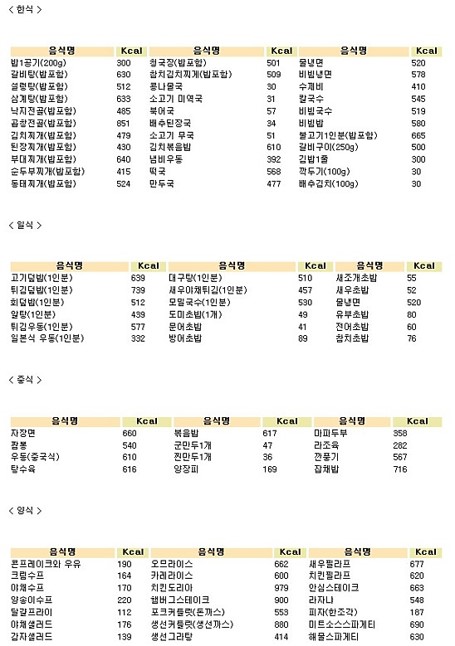 < 한식 >
음식명 Kcal 음식명 Kcal 음식명 Kcal
밥1공기(200g) 300 청국장(밥포함) 501 물냉면 520
갈비탕(밥포함) 630 참치김치찌개(밥포함) 509 비빔냉면 578
설렁탕(밥포함) 512 콩나물국 30 수제비 410
삼계탕(밥포함) 633 소고기 미역국 31 칼국수 545
낙지전골(밥포함) 485 북어국 57 비빔국수 519
곱창전골(밥포함) 851 배추된장국 34 비빔밥 580
김치찌개(밥포함) 479 소고기 무국 51 불고기1인분(밥포함) 665
된장찌개(밥포함) 430 김치볶음밥 610 갈비구이(250g) 500
부대찌개(밥포함) 640 냄비우동 392 김밥1줄 300
순두부찌개(밥포함) 415 떡국 568 깍두기(100g) 30
동태찌개(밥포함) 524 만두국 477 배추김치(100g) 30
< 일식 >
음식명 Kcal 음식명 Kcal 음식명 Kcal
고기덮밥(1인분) 639 대구탕(1인분) 510 새조개초밥 55
튀김덮밥(1인분) 739 새우야채튀김(1인분) 457 새우초밥 52
회덮밥(1인분) 512 모밀국수(1인분) 530 물냉면 520
알탕(1인분) 439 도미초밥(1개) 49 유부초밥 80
튀김우동(1인분) 577 문어초밥 41 전어초밥 60
일본식 우동(1인분) 332 방어초밥 89 참치초밥 76
< 중식 >
음식명 Kcal 음식명 Kcal 음식명 Kcal
자장면 660 볶음밥 617 마파두부 358
짬뽕 540 군만두1개 47 라조육 282
우동(중국식) 610 찐만두1개 36 깐풍기 567
탕수육 616 양장피 169 잡채밥 716
< 양식 >
음식명 Kcal 음식명 Kcal 음식명 Kcal
콘프레이크와 우유 190 오므라이스 662 새우필라프 677
크림수프 164 카레라이스 600 치킨필라프 620
야채수프 170 치킨도리아 979 안심스테이크 663
양송이수프 220 햄버그스테이크 900 라자냐 548
달걀프라이 112 포크커틀릿(돈까스) 553 피자(한조각) 187
야채샐러드 176 생선커틀릿(생선까스) 880 미트소스스파게티 690
감자샐러드 139 생선그라탕 414 해물스파게티 630